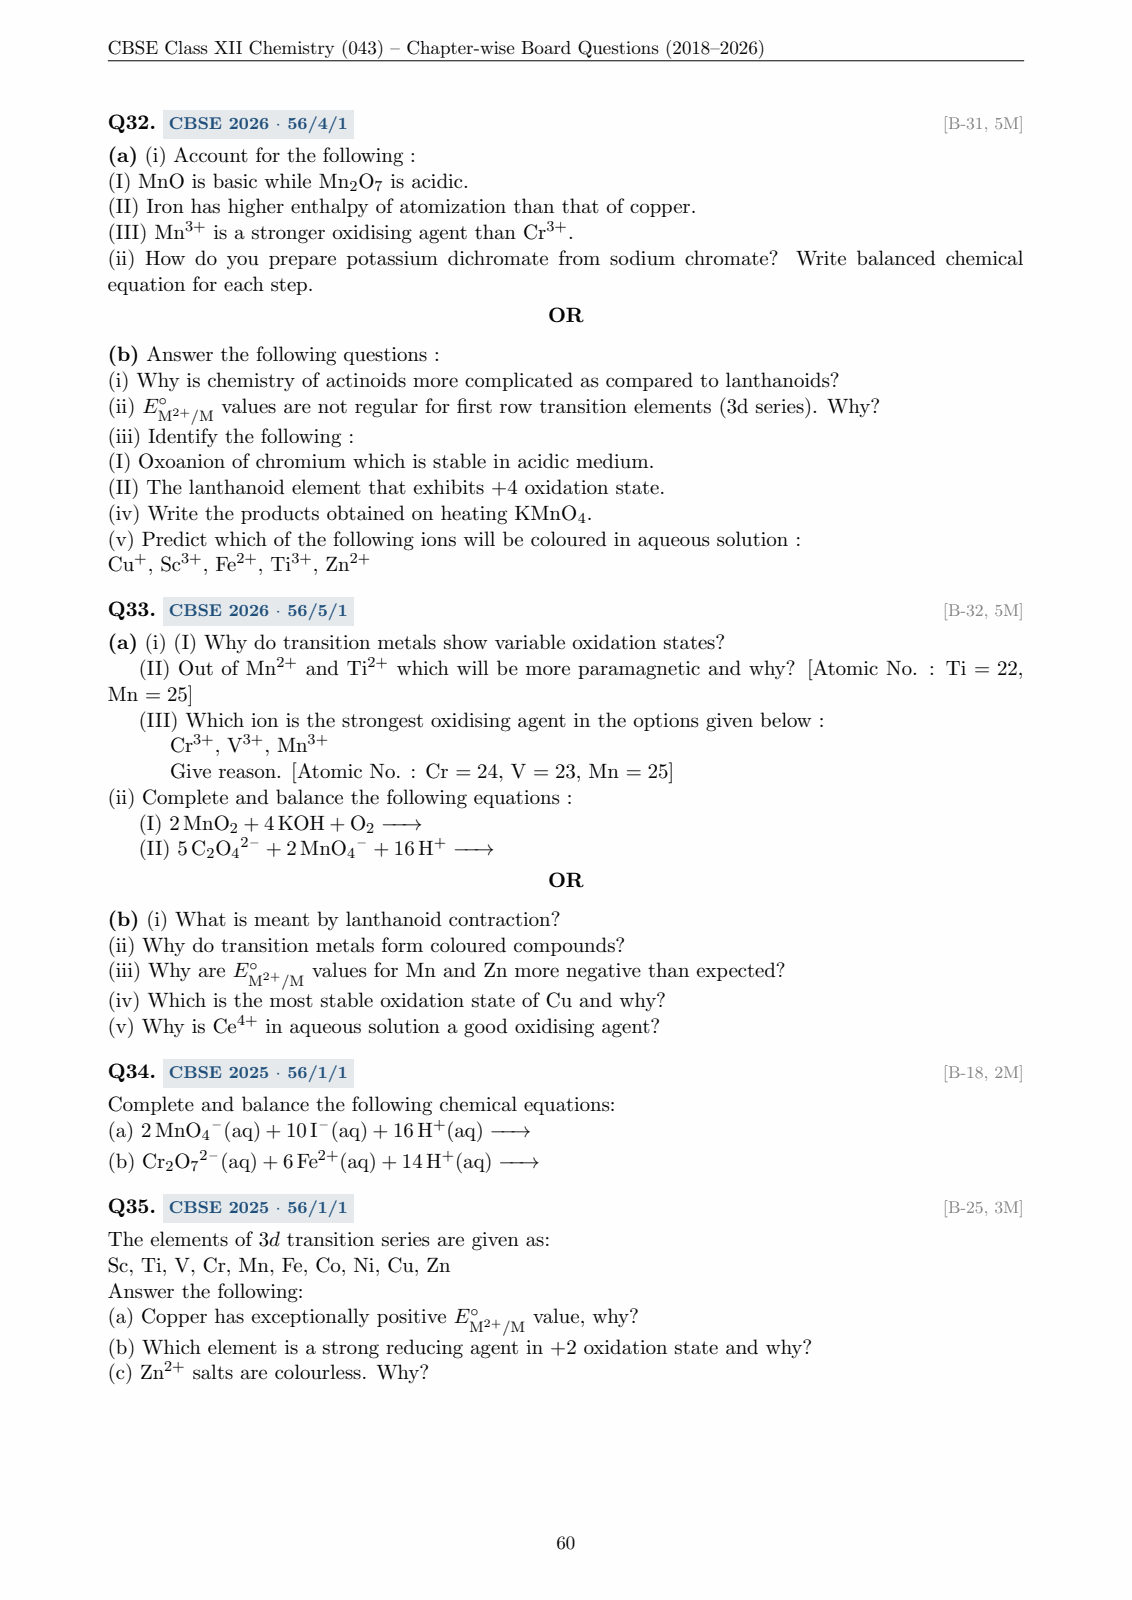 CBSE Class XII Chemistry (043) – Chapter-wise Board Questions (2018–2026)
Q32. CBSE 2026 · 56/4/1 [B-31, 5M]
(a) (i) Account for the following :
(I) MnO is basic while Mn₂O₇ is acidic.
(II) Iron has higher enthalpy of atomization than that of copper.
(III) Mn³⁺ is a stronger oxidising agent than Cr³⁺.
(ii) How do you prepare potassium dichromate from sodium chromate? Write balanced chemical
equation for each step.
OR
(b) Answer the following questions :
(i) Why is chemistry of actinoids more complicated as compared to lanthanoids?
(ii) E°M²⁺/M values are not regular for first row transition elements (3d series). Why?
(iii) Identify the following :
(I) Oxoanion of chromium which is stable in acidic medium.
(II) The lanthanoid element that exhibits +4 oxidation state.
(iv) Write the products obtained on heating KMnO₄.
(v) Predict which of the following ions will be coloured in aqueous solution :
Cu⁺, Sc³⁺, Fe²⁺, Ti³⁺, Zn²⁺
Q33. CBSE 2026 · 56/5/1 [B-32, 5M]
(a) (i) (I) Why do transition metals show variable oxidation states?
(II) Out of Mn²⁺ and Ti²⁺ which will be more paramagnetic and why? [Atomic No. : Ti = 22,
Mn = 25]
(III) Which ion is the strongest oxidising agent in the options given below :
Cr³⁺, V³⁺, Mn³⁺
Give reason. [Atomic No. : Cr = 24, V = 23, Mn = 25]
(ii) Complete and balance the following equations :
(I) 2 MnO₂ + 4 KOH + O₂ ⟶
(II) 5 C₂O₄²⁻ + 2 MnO₄⁻ + 16 H⁺ ⟶
OR
(b) (i) What is meant by lanthanoid contraction?
(ii) Why do transition metals form coloured compounds?
(iii) Why are E°M²⁺/M values for Mn and Zn more negative than expected?
(iv) Which is the most stable oxidation state of Cu and why?
(v) Why is Ce⁴⁺ in aqueous solution a good oxidising agent?
Q34. CBSE 2025 · 56/1/1 [B-18, 2M]
Complete and balance the following chemical equations:
(a) 2 MnO₄⁻(aq) + 10 I⁻(aq) + 16 H⁺(aq) ⟶
(b) Cr₂O₇²⁻(aq) + 6 Fe²⁺(aq) + 14 H⁺(aq) ⟶
Q35. CBSE 2025 · 56/1/1 [B-25, 3M]
The elements of 3d transition series are given as:
Sc, Ti, V, Cr, Mn, Fe, Co, Ni, Cu, Zn
Answer the following:
(a) Copper has exceptionally positive E°M²⁺/M value, why?
(b) Which element is a strong reducing agent in +2 oxidation state and why?
(c) Zn²⁺ salts are colourless. Why?
60